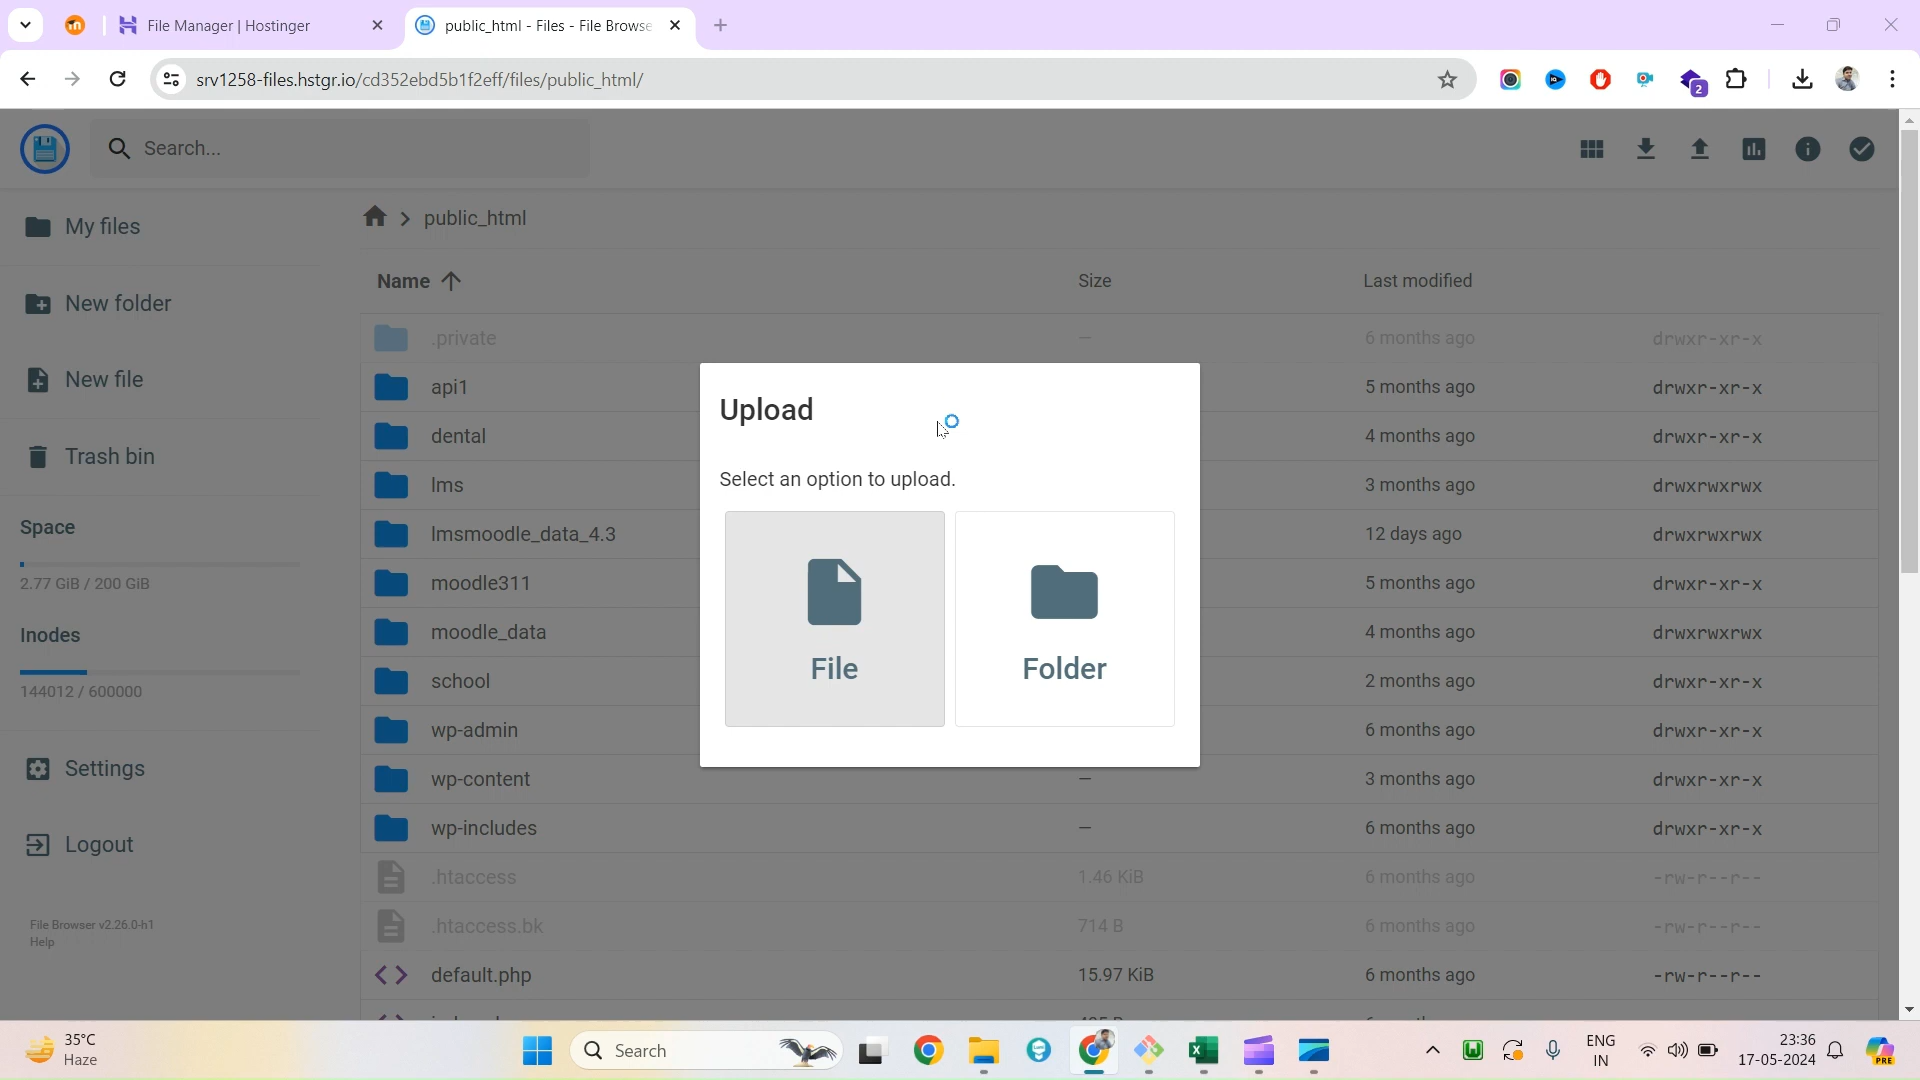 File Manager | Hostinger
public_html - Files - File Browse
srv1258-files.hstgr.io/cd352ebd5b1f2eff/files/public_html/
2
Search...
My files
New folder
New file
Trash bin
Space
2.77 GiB / 200 GiB
Inodes
144012 / 600000
Settings
Logout
File Browser v2.26.0-h1
Help
public_html
Name Size Last modified
.private — 6 months ago drwxr-xr-x
api1 5 months ago drwxr-xr-x
dental 4 months ago drwxr-xr-x
lms 3 months ago drwxrwxrwx
lmsmoodle_data_4.3 12 days ago drwxrwxrwx
moodle311 5 months ago drwxr-xr-x
moodle_data 4 months ago drwxrwxrwx
school 2 months ago drwxr-xr-x
wp-admin 6 months ago drwxr-xr-x
wp-content — 3 months ago drwxr-xr-x
wp-includes — 6 months ago drwxr-xr-x
.htaccess 1.46 KiB 6 months ago -rw-r--r--
.htaccess.bk 714 B 6 months ago -rw-r--r--
default.php 15.97 KiB 6 months ago -rw-r--r--
Upload
Select an option to upload.
File
Folder
35°C
Haze
Search
ENG
IN
23:36
17-05-2024
PRE